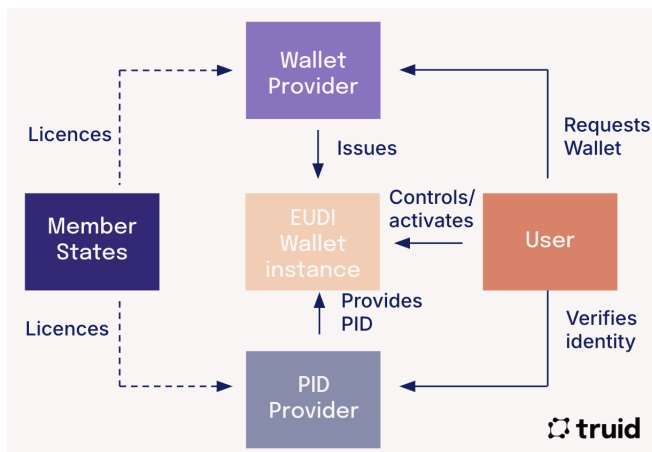 Wallet
Provider
Licences
Issues
Requests
Wallet
Member
States
EUDI
Wallet
instance
Controls/
activates
User
Licences
Provides
PID
Verifies
identity
PID
Provider
truid